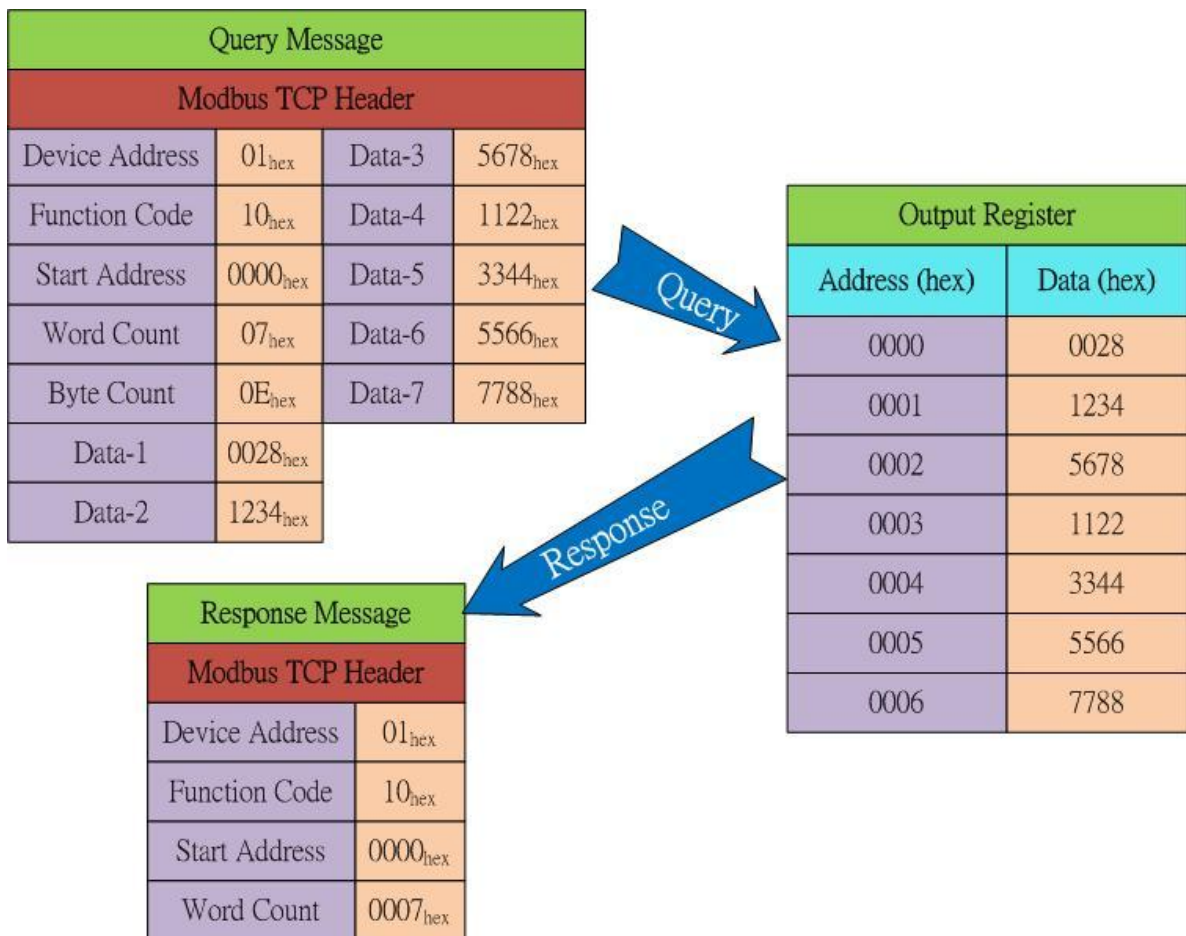 Query Message
Modbus TCP Header
Device Address 01hex Data-3 5678hex
Function Code 10hex Data-4 1122hex
Start Address 0000hex Data-5 3344hex
Word Count 07hex Data-6 5566hex
Byte Count 0Ehex Data-7 7788hex
Data-1 0028hex
Data-2 1234hex
Query
Output Register
Address (hex) Data (hex)
0000 0028
0001 1234
0002 5678
0003 1122
0004 3344
0005 5566
0006 7788
Response
Response Message
Modbus TCP Header
Device Address 01hex
Function Code 10hex
Start Address 0000hex
Word Count 0007hex